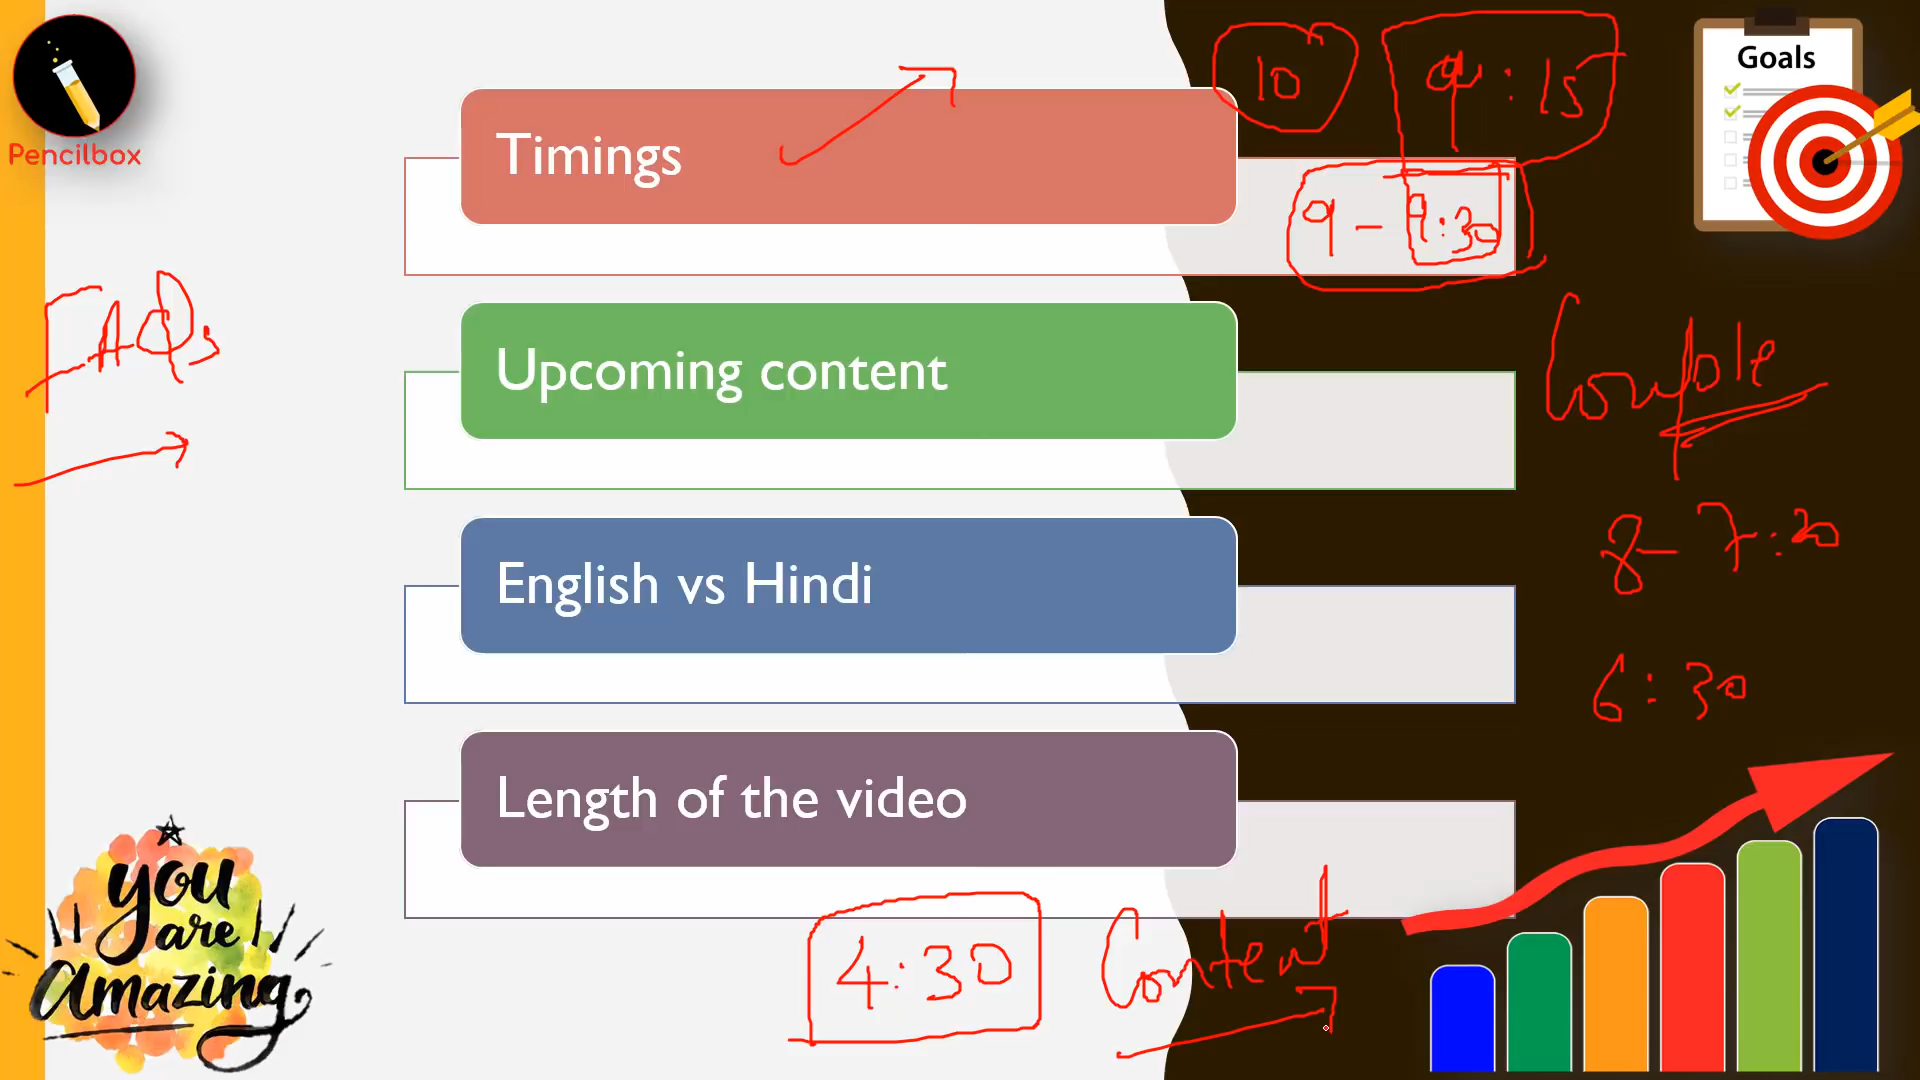 Pencilbox
10
9:15
Goals
Timings
9 - 9:30
FAQs
Upcoming content
Couple
8 - 7:20
English vs Hindi
6:30
Length of the video
you
are
Amazing
4:30
Content